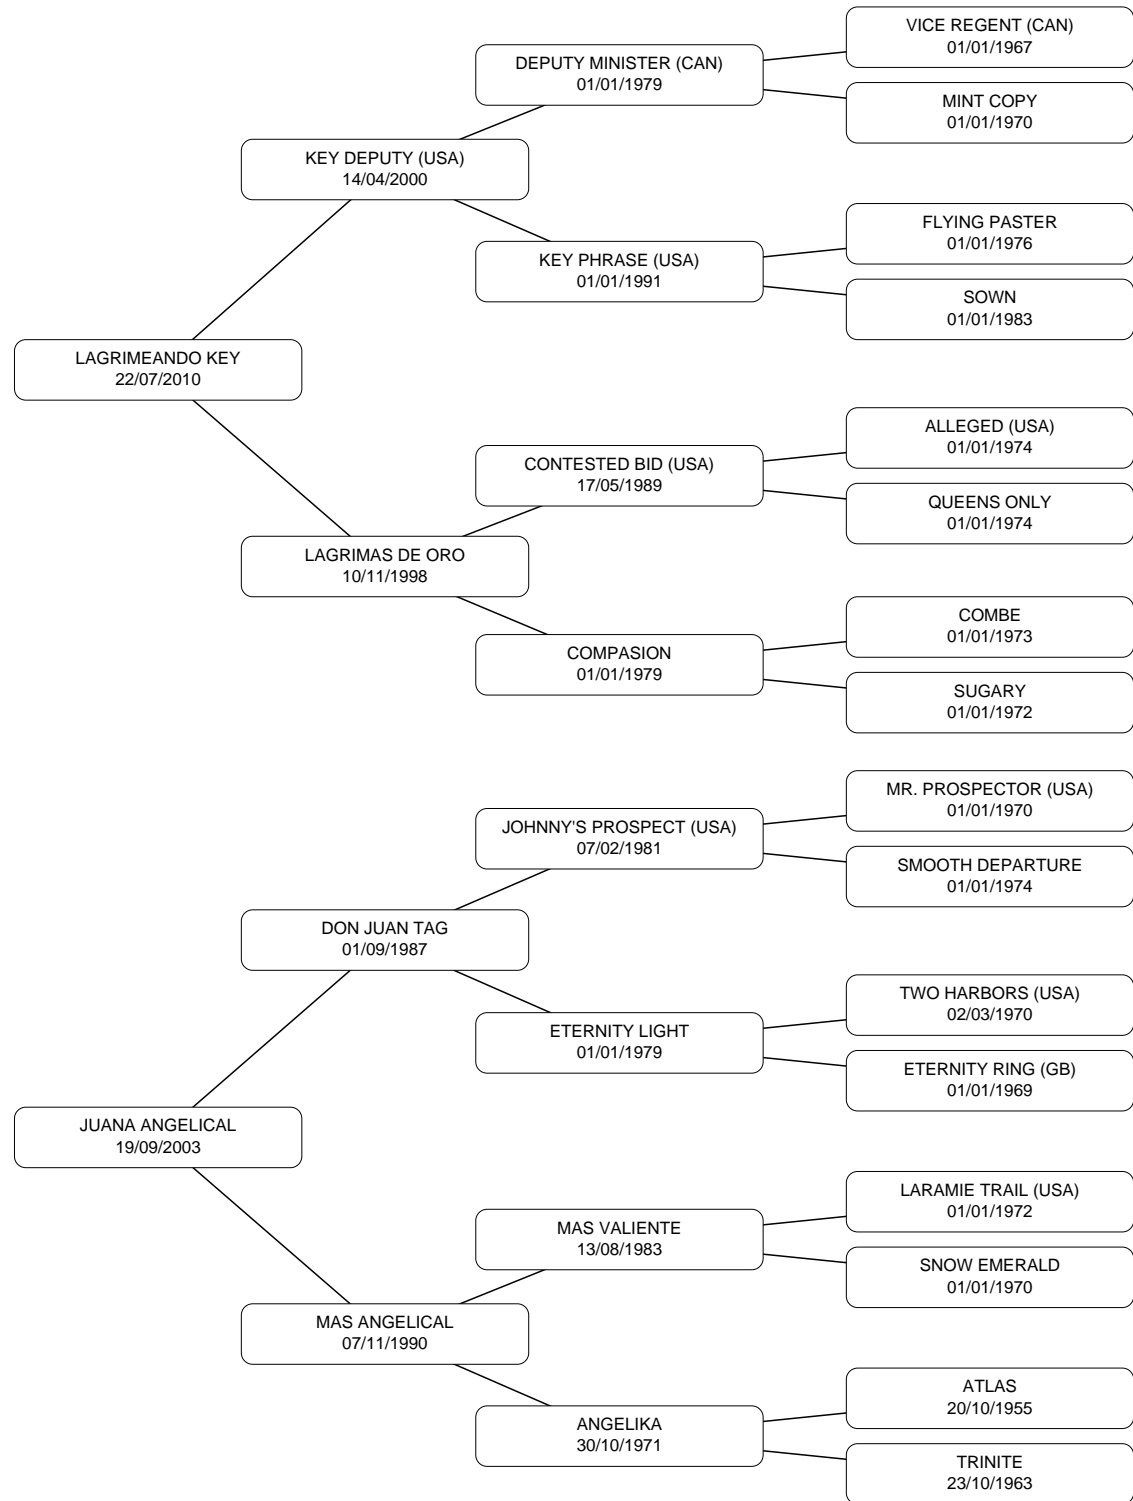 VICE REGENT (CAN)
01/01/1967
DEPUTY MINISTER (CAN)
01/01/1979
MINT COPY
01/01/1970
KEY DEPUTY (USA)
14/04/2000
FLYING PASTER
01/01/1976
KEY PHRASE (USA)
01/01/1991
SOWN
01/01/1983
LAGRIMEANDO KEY
22/07/2010
ALLEGED (USA)
01/01/1974
CONTESTED BID (USA)
17/05/1989
QUEENS ONLY
01/01/1974
LAGRIMAS DE ORO
10/11/1998
COMBE
01/01/1973
COMPASION
01/01/1979
SUGARY
01/01/1972
MR. PROSPECTOR (USA)
01/01/1970
JOHNNY'S PROSPECT (USA)
07/02/1981
SMOOTH DEPARTURE
01/01/1974
DON JUAN TAG
01/09/1987
TWO HARBORS (USA)
02/03/1970
ETERNITY LIGHT
01/01/1979
ETERNITY RING (GB)
01/01/1969
JUANA ANGELICAL
19/09/2003
LARAMIE TRAIL (USA)
01/01/1972
MAS VALIENTE
13/08/1983
SNOW EMERALD
01/01/1970
MAS ANGELICAL
07/11/1990
ATLAS
20/10/1955
ANGELIKA
30/10/1971
TRINITE
23/10/1963